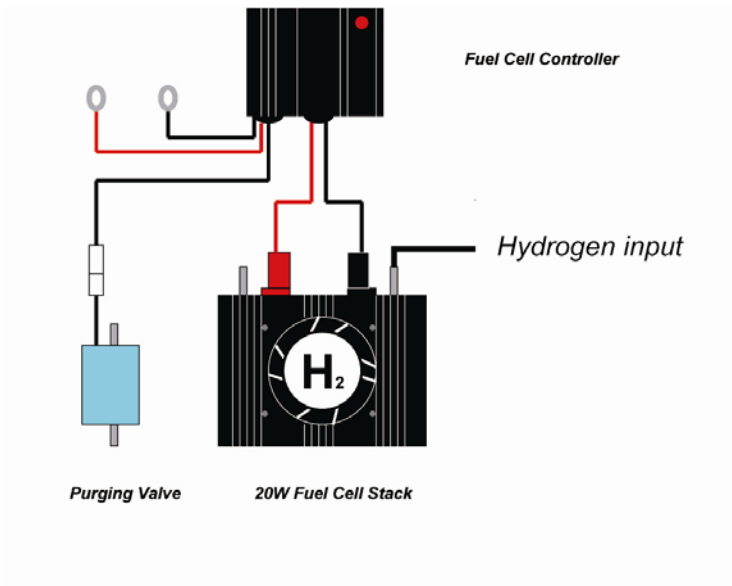 Fuel Cell Controller
Hydrogen input
H2
Purging Valve
20W Fuel Cell Stack